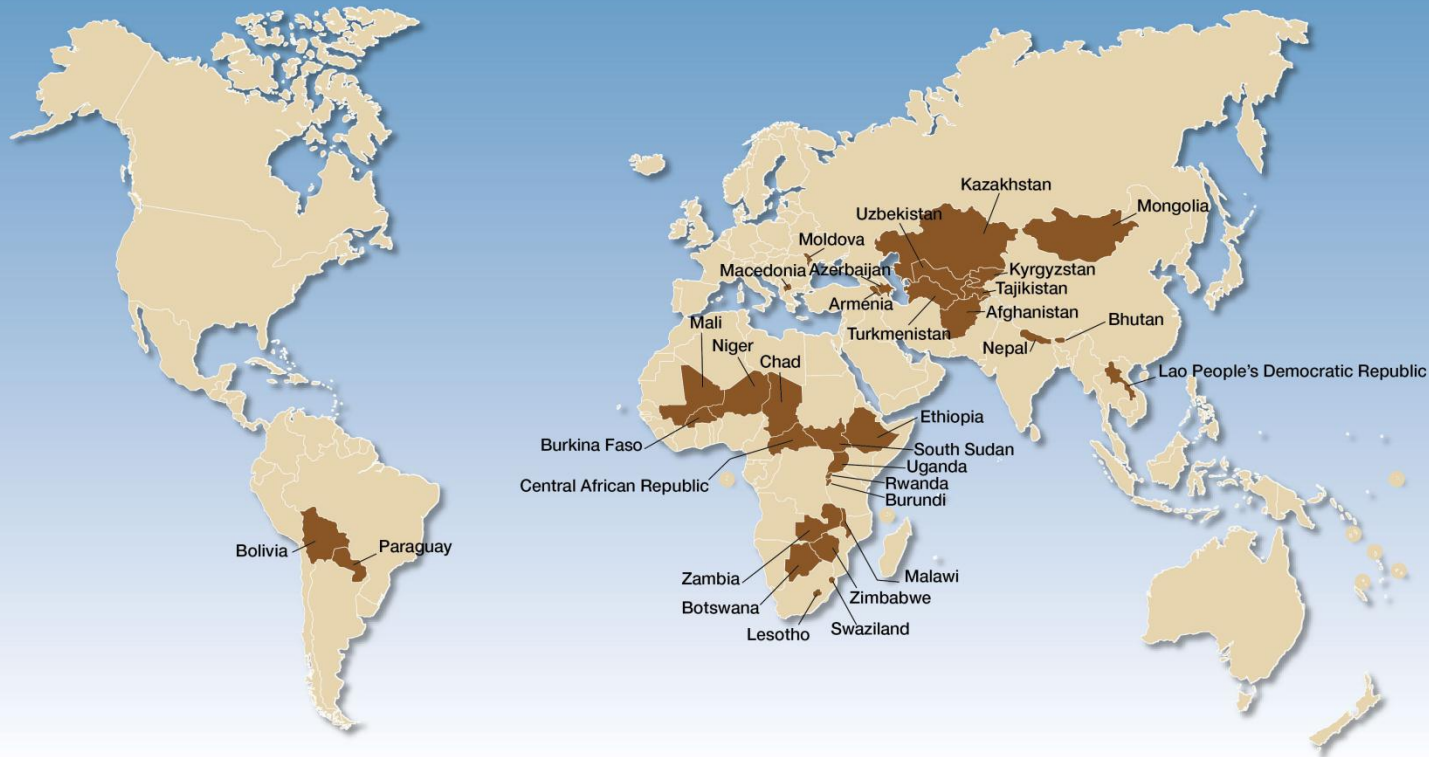 Kazakhstan
Mongolia
Uzbekistan
Moldova
Macedonia
Azerbaijan
Kyrgyzstan
Tajikistan
Armenia
Afghanistan
Turkmenistan
Bhutan
Nepal
Mali
Niger
Chad
Lao People's Democratic Republic
Ethiopia
Burkina Faso
South Sudan
Uganda
Central African Republic
Rwanda
Burundi
Bolivia
Paraguay
Zambia
Malawi
Botswana
Zimbabwe
Lesotho
Swaziland